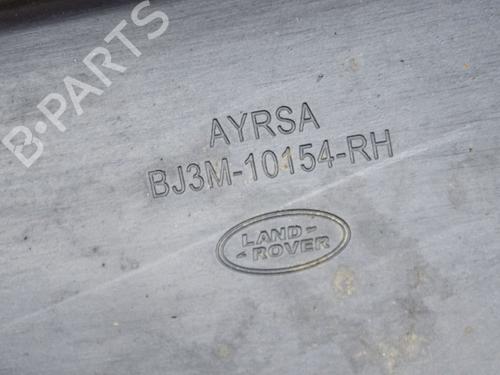 B-PARTS
AYRSA
BJ3M-10154-RH
LAND-
-ROVER